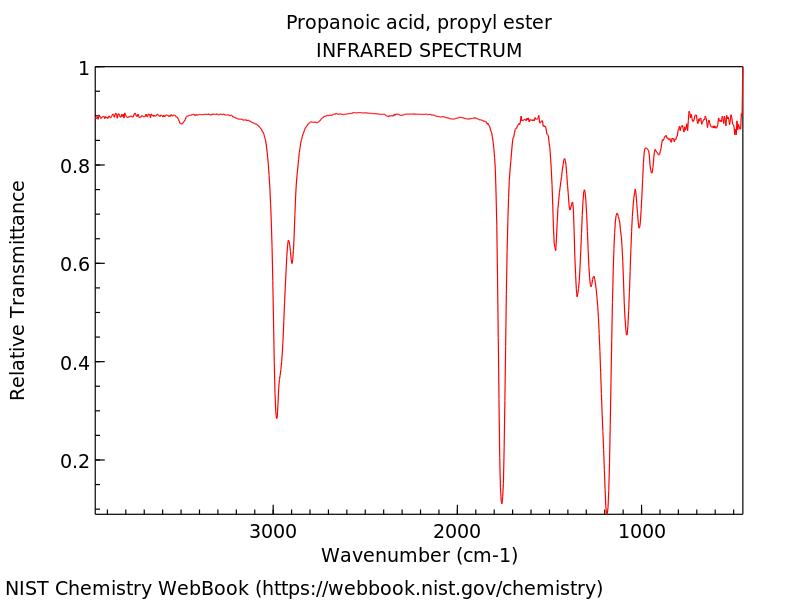 Propanoic acid, propyl ester
INFRARED SPECTRUM
1
0.8
0.6
0.4
0.2
Relative Transmittance
3000 2000 1000
Wavenumber (cm-1)
NIST Chemistry WebBook (https://webbook.nist.gov/chemistry)